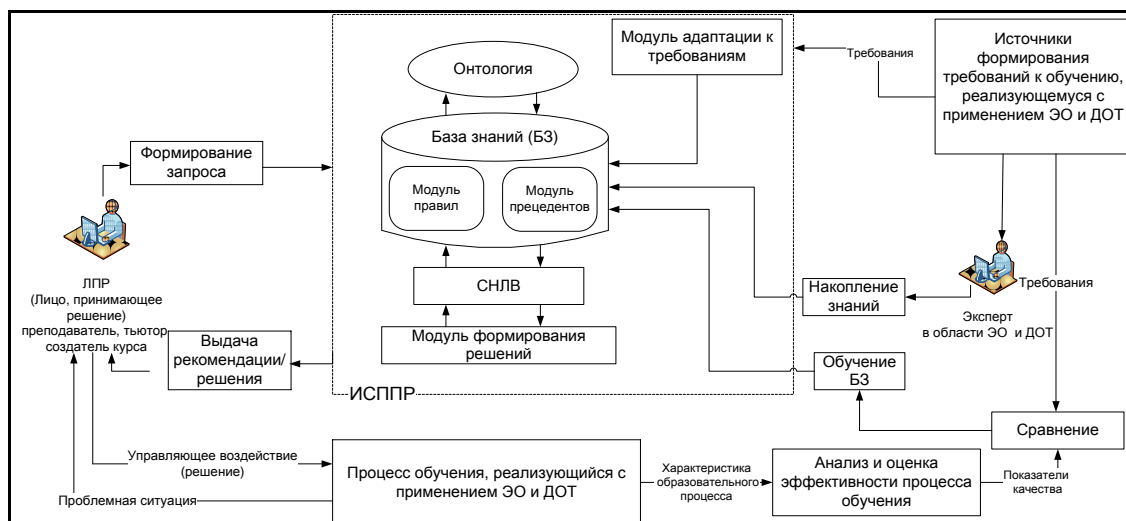 Онтология
Модуль адаптации к
требованиям
Требования
Источники
формирования
требований к обучению,
реализующемуся с
применением ЭО и ДОТ
База знаний (БЗ)
Модуль
правил
Модуль
прецедентов
Формирование
запроса
СНЛВ
Модуль формирования
решений
ИСППР
ЛПР
(Лицо, принимающее
решение)
преподаватель, тьютор
создатель курса
Выдача
рекомендации/
решения
Накопление
знаний
Требования
Эксперт
в области ЭО и ДОТ
Обучение
БЗ
Сравнение
Управляющее воздействие
(решение)
Проблемная ситуация
Процесс обучения, реализующийся с
применением ЭО и ДОТ
Характеристика
образовательного
процесса
Анализ и оценка
эффективности процесса
обучения
Показатели
качества